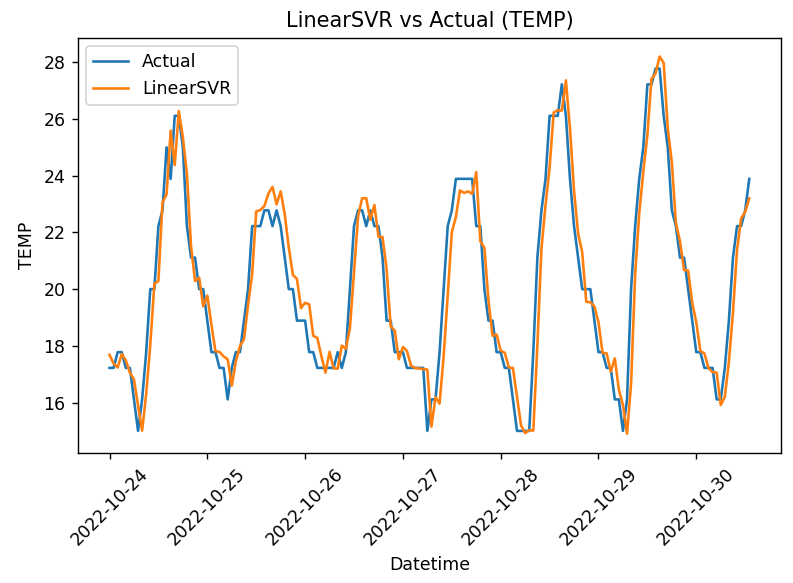 LinearSVR vs Actual (TEMP)
Actual
LinearSVR
28
26
24
22
20
18
16
TEMP
2022-10-24
2022-10-25
2022-10-26
2022-10-27
2022-10-28
2022-10-29
2022-10-30
Datetime